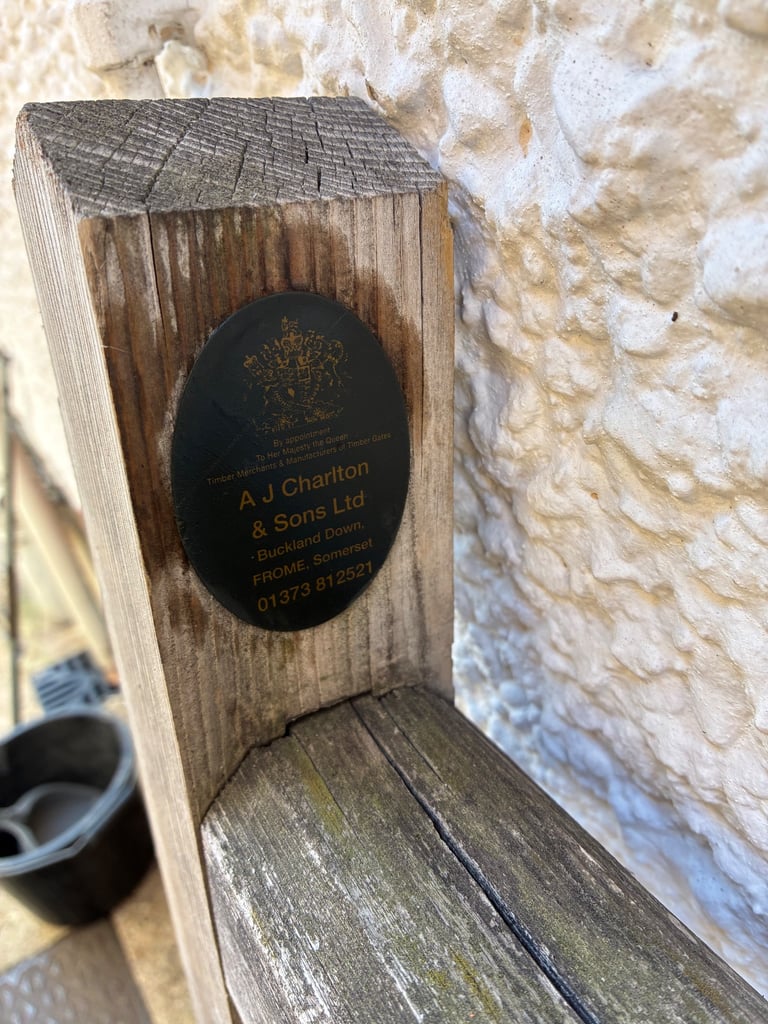 By appointment
To Her Majesty the Queen
Timber Merchants & Manufacturers of Timber Gates
A J Charlton
& Sons Ltd
Buckland Down,
FROME, Somerset
01373 812521